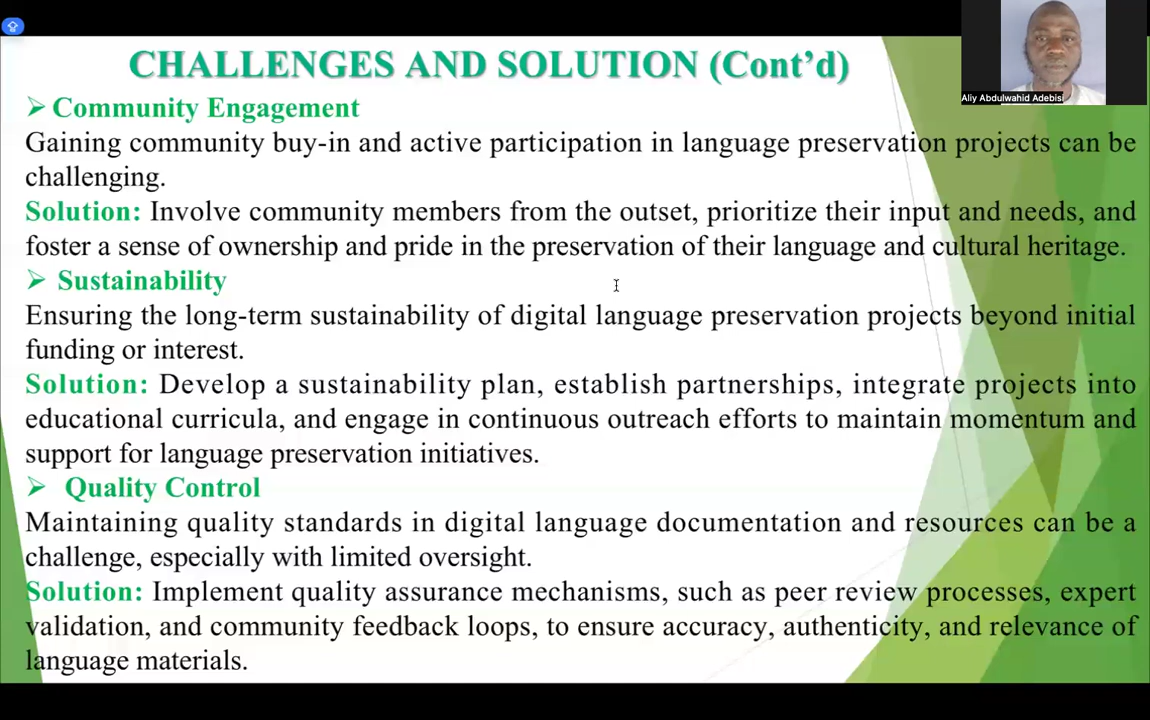 CHALLENGES AND SOLUTION (Cont’d)
Aliy Abdulwahid Adebisi
➢ Community Engagement
Gaining community buy-in and active participation in language preservation projects can be
challenging.
Solution: Involve community members from the outset, prioritize their input and needs, and
foster a sense of ownership and pride in the preservation of their language and cultural heritage.
➢ Sustainability
Ensuring the long-term sustainability of digital language preservation projects beyond initial
funding or interest.
Solution: Develop a sustainability plan, establish partnerships, integrate projects into
educational curricula, and engage in continuous outreach efforts to maintain momentum and
support for language preservation initiatives.
➢ Quality Control
Maintaining quality standards in digital language documentation and resources can be a
challenge, especially with limited oversight.
Solution: Implement quality assurance mechanisms, such as peer review processes, expert
validation, and community feedback loops, to ensure accuracy, authenticity, and relevance of
language materials.